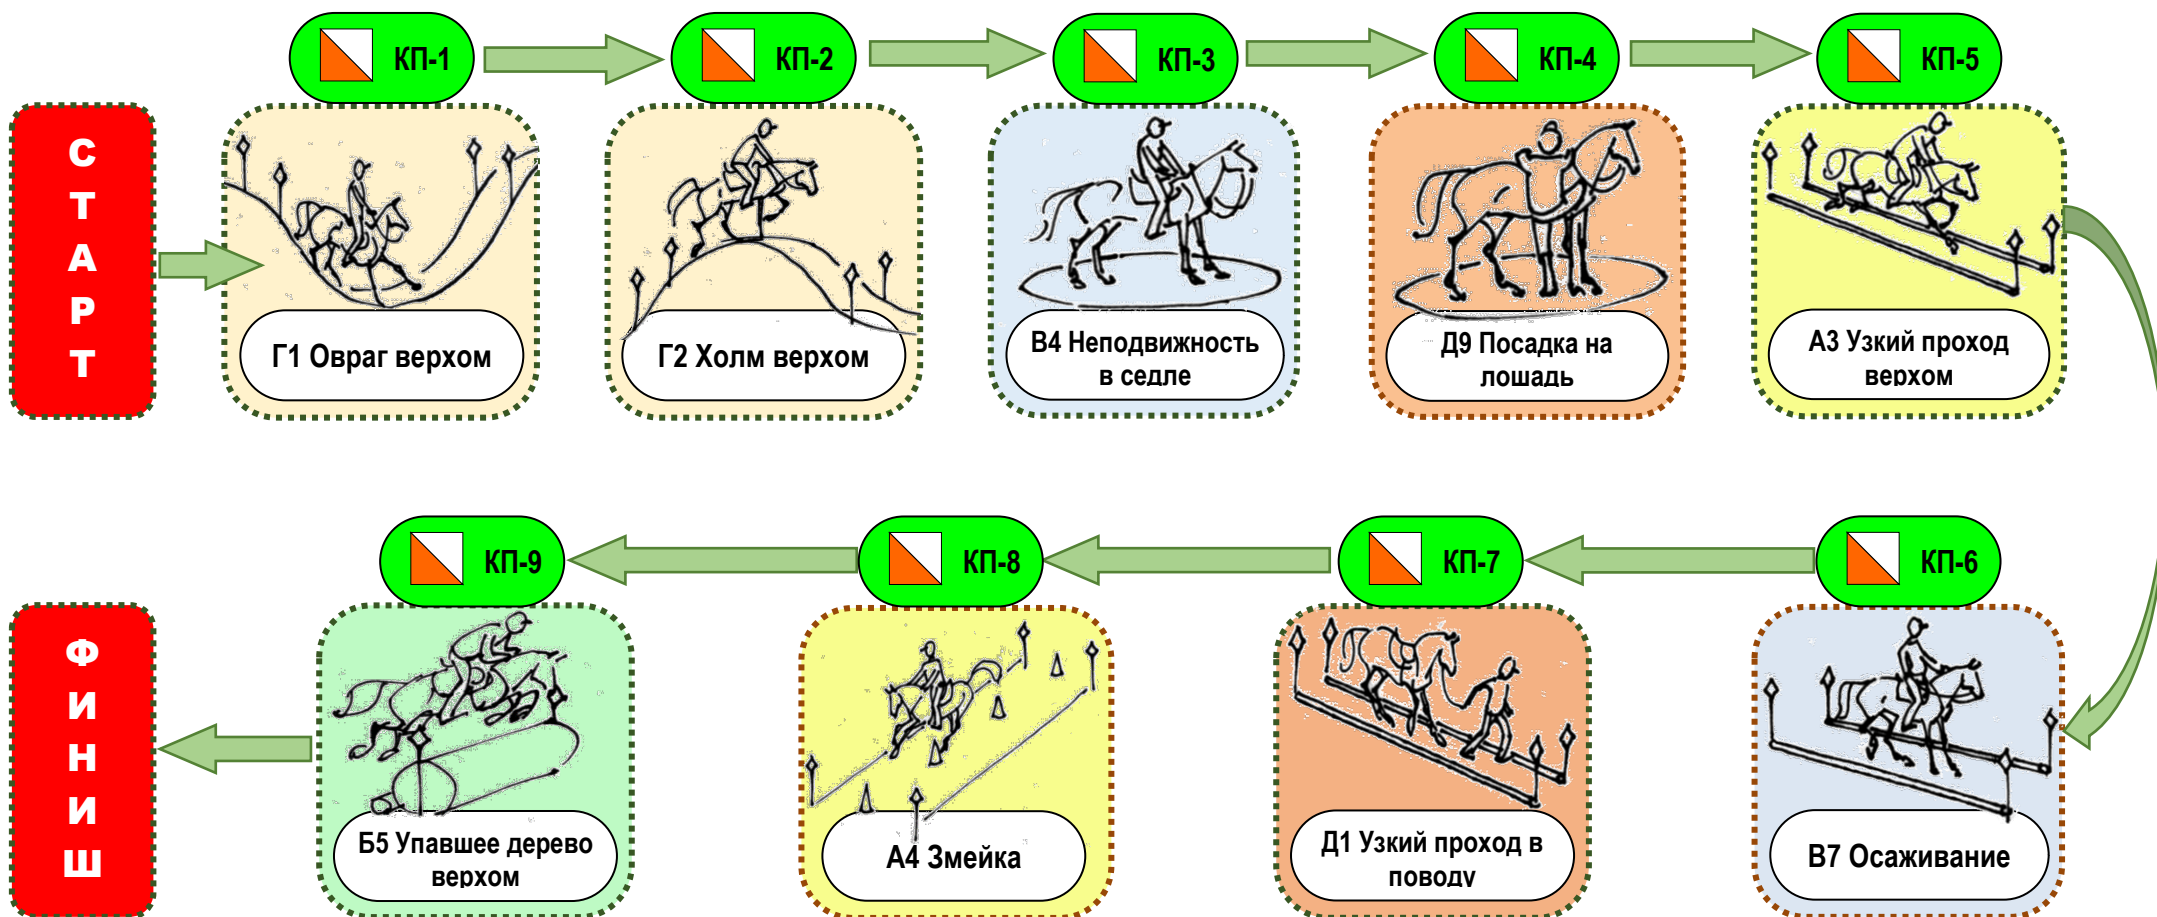 КП-1
КП-2
КП-3
КП-4
КП-5
СТАРТ
Г1 Овраг верхом
Г2 Холм верхом
В4 Неподвижность
в седле
Д9 Посадка на
лошадь
А3 Узкий проход
верхом
КП-9
КП-8
КП-7
КП-6
ФИНИШ
Б5 Упавшее дерево
верхом
А4 Змейка
Д1 Узкий проход в
поводу
В7 Осаживание